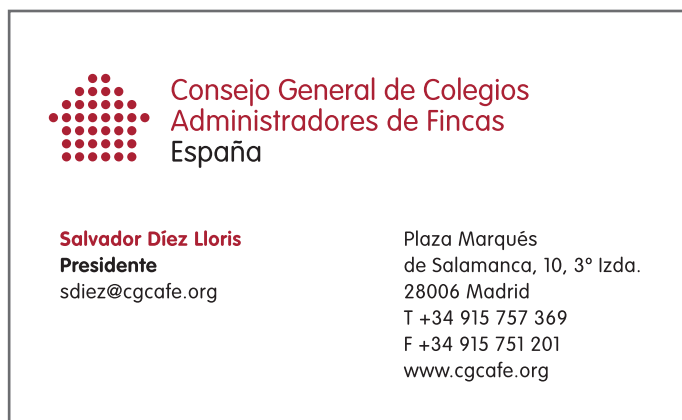 Consejo General de Colegios
Administradores de Fincas
España
Salvador Díez Lloris
Presidente
sdiez@cgcafe.org
Plaza Marqués
de Salamanca, 10, 3º Izda.
28006 Madrid
T +34 915 757 369
F +34 915 751 201
www.cgcafe.org